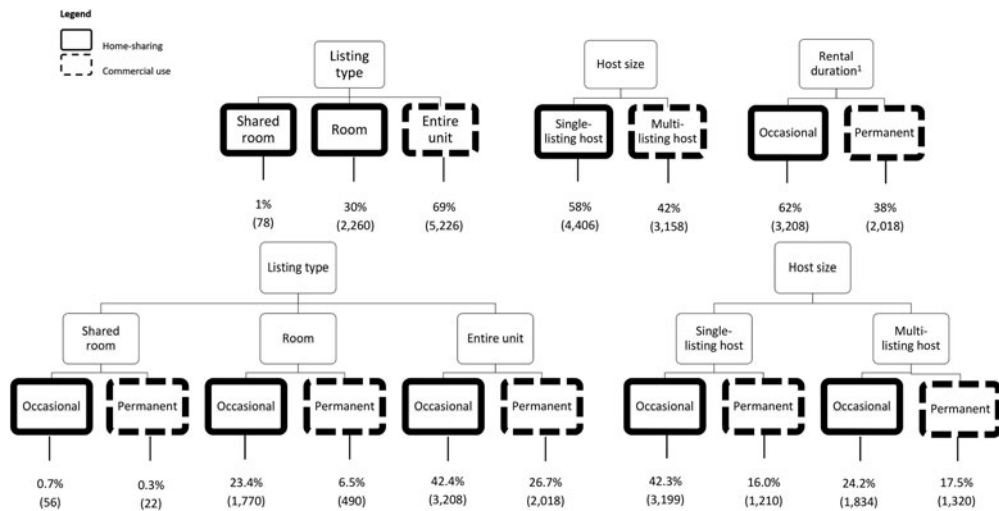 Legend
Home-sharing
Commercial use
Listing
type
Shared
room
Room
Entire
unit
1%
(78)
30%
(2,260)
69%
(5,226)
Host size
Single-
listing host
Multi-
listing host
58%
(4,406)
42%
(3,158)
Rental
duration¹
Occasional
Permanent
62%
(3,208)
38%
(2,018)
Listing type
Shared
room
Room
Entire unit
Occasional
Permanent
Occasional
Permanent
Occasional
Permanent
0.7%
(56)
0.3%
(22)
23.4%
(1,770)
6.5%
(490)
42.4%
(3,208)
26.7%
(2,018)
Host size
Single-
listing host
Multi-
listing host
Occasional
Permanent
Occasional
Permanent
42.3%
(3,199)
16.0%
(1,210)
24.2%
(1,834)
17.5%
(1,320)